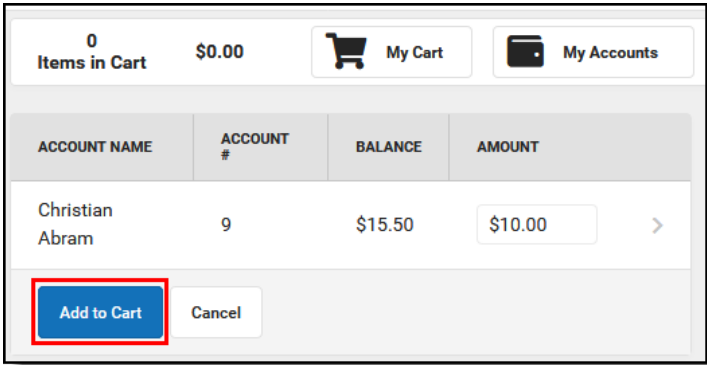 0
Items in Cart
$0.00
My Cart
My Accounts
ACCOUNT NAME
ACCOUNT
#
BALANCE
AMOUNT
Christian
Abram
9
$15.50
$10.00
Add to Cart
Cancel